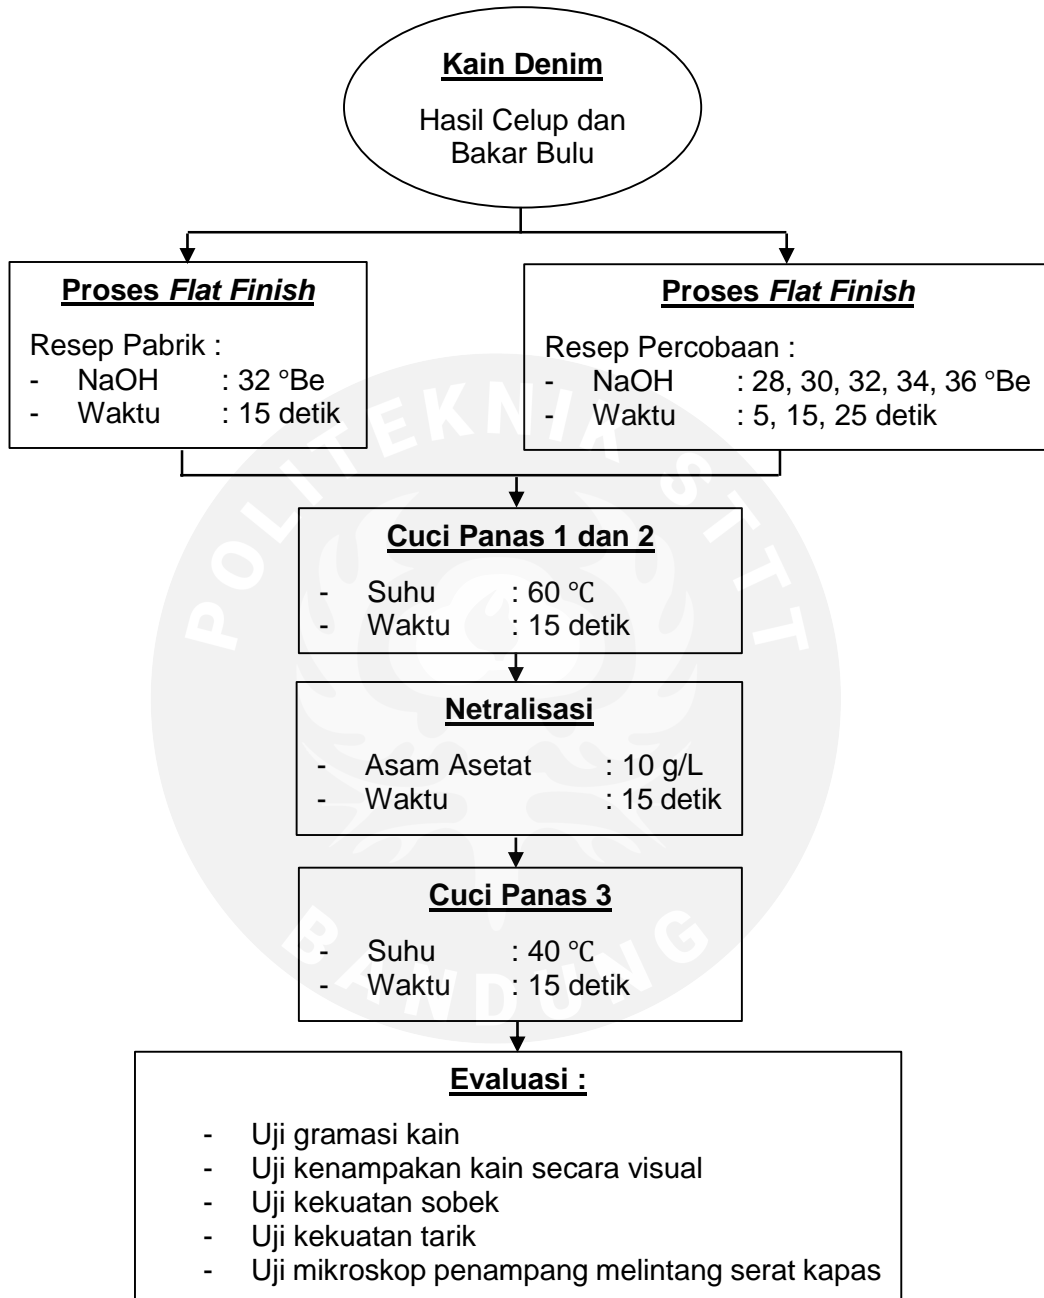 Kain Denim
Hasil Celup dan
Bakar Bulu
Proses Flat Finish
Resep Pabrik :
- NaOH : 32 °Be
- Waktu : 15 detik
Proses Flat Finish
Resep Percobaan :
- NaOH : 28, 30, 32, 34, 36 °Be
- Waktu : 5, 15, 25 detik
Cuci Panas 1 dan 2
- Suhu : 60 ℃
- Waktu : 15 detik
Netralisasi
- Asam Asetat : 10 g/L
- Waktu : 15 detik
Cuci Panas 3
- Suhu : 40 ℃
- Waktu : 15 detik
Evaluasi :
- Uji gramasi kain
- Uji kenampakan kain secara visual
- Uji kekuatan sobek
- Uji kekuatan tarik
- Uji mikroskop penampang melintang serat kapas
POLITEKNIK STTT
BANDUNG